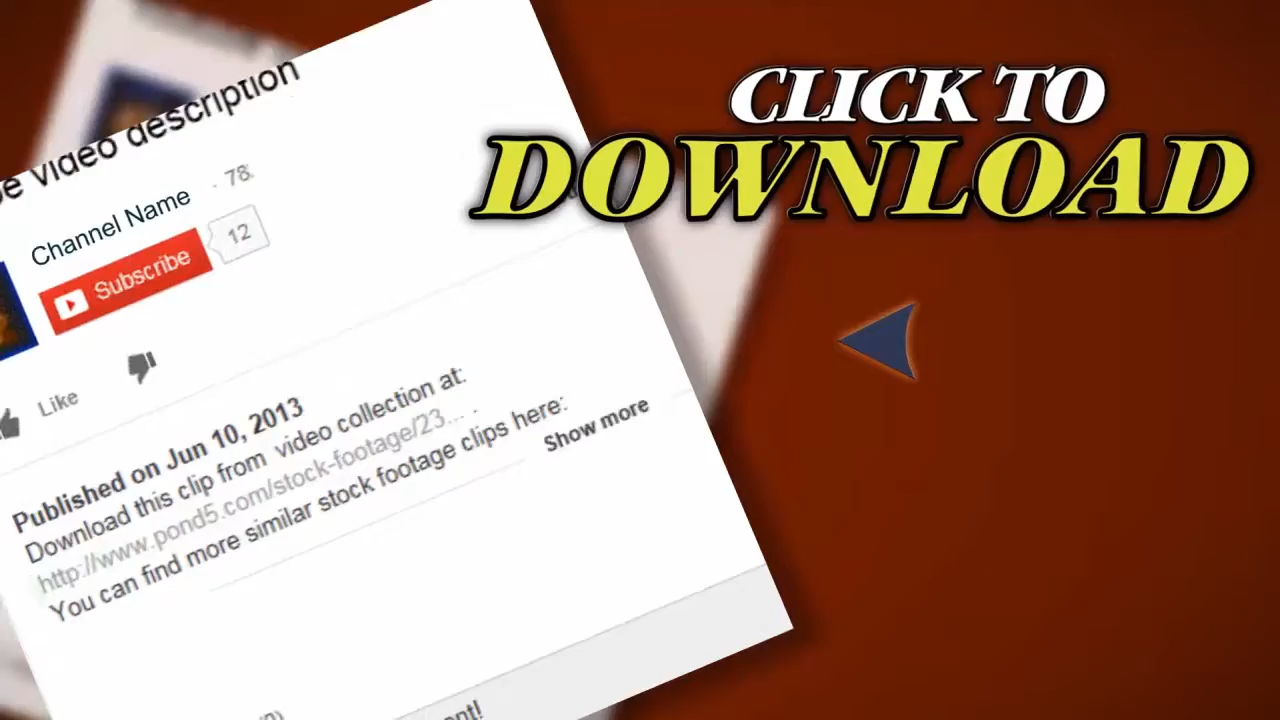 CLICK TO
DOWNLOAD
video description
Channel Name
78
Subscribe
12
Like
Published on Jun 10, 2013
Download this clip from video collection at:
http://www.pond5.com/stock-footage/23...
You can find more similar stock footage clips here:
Show more